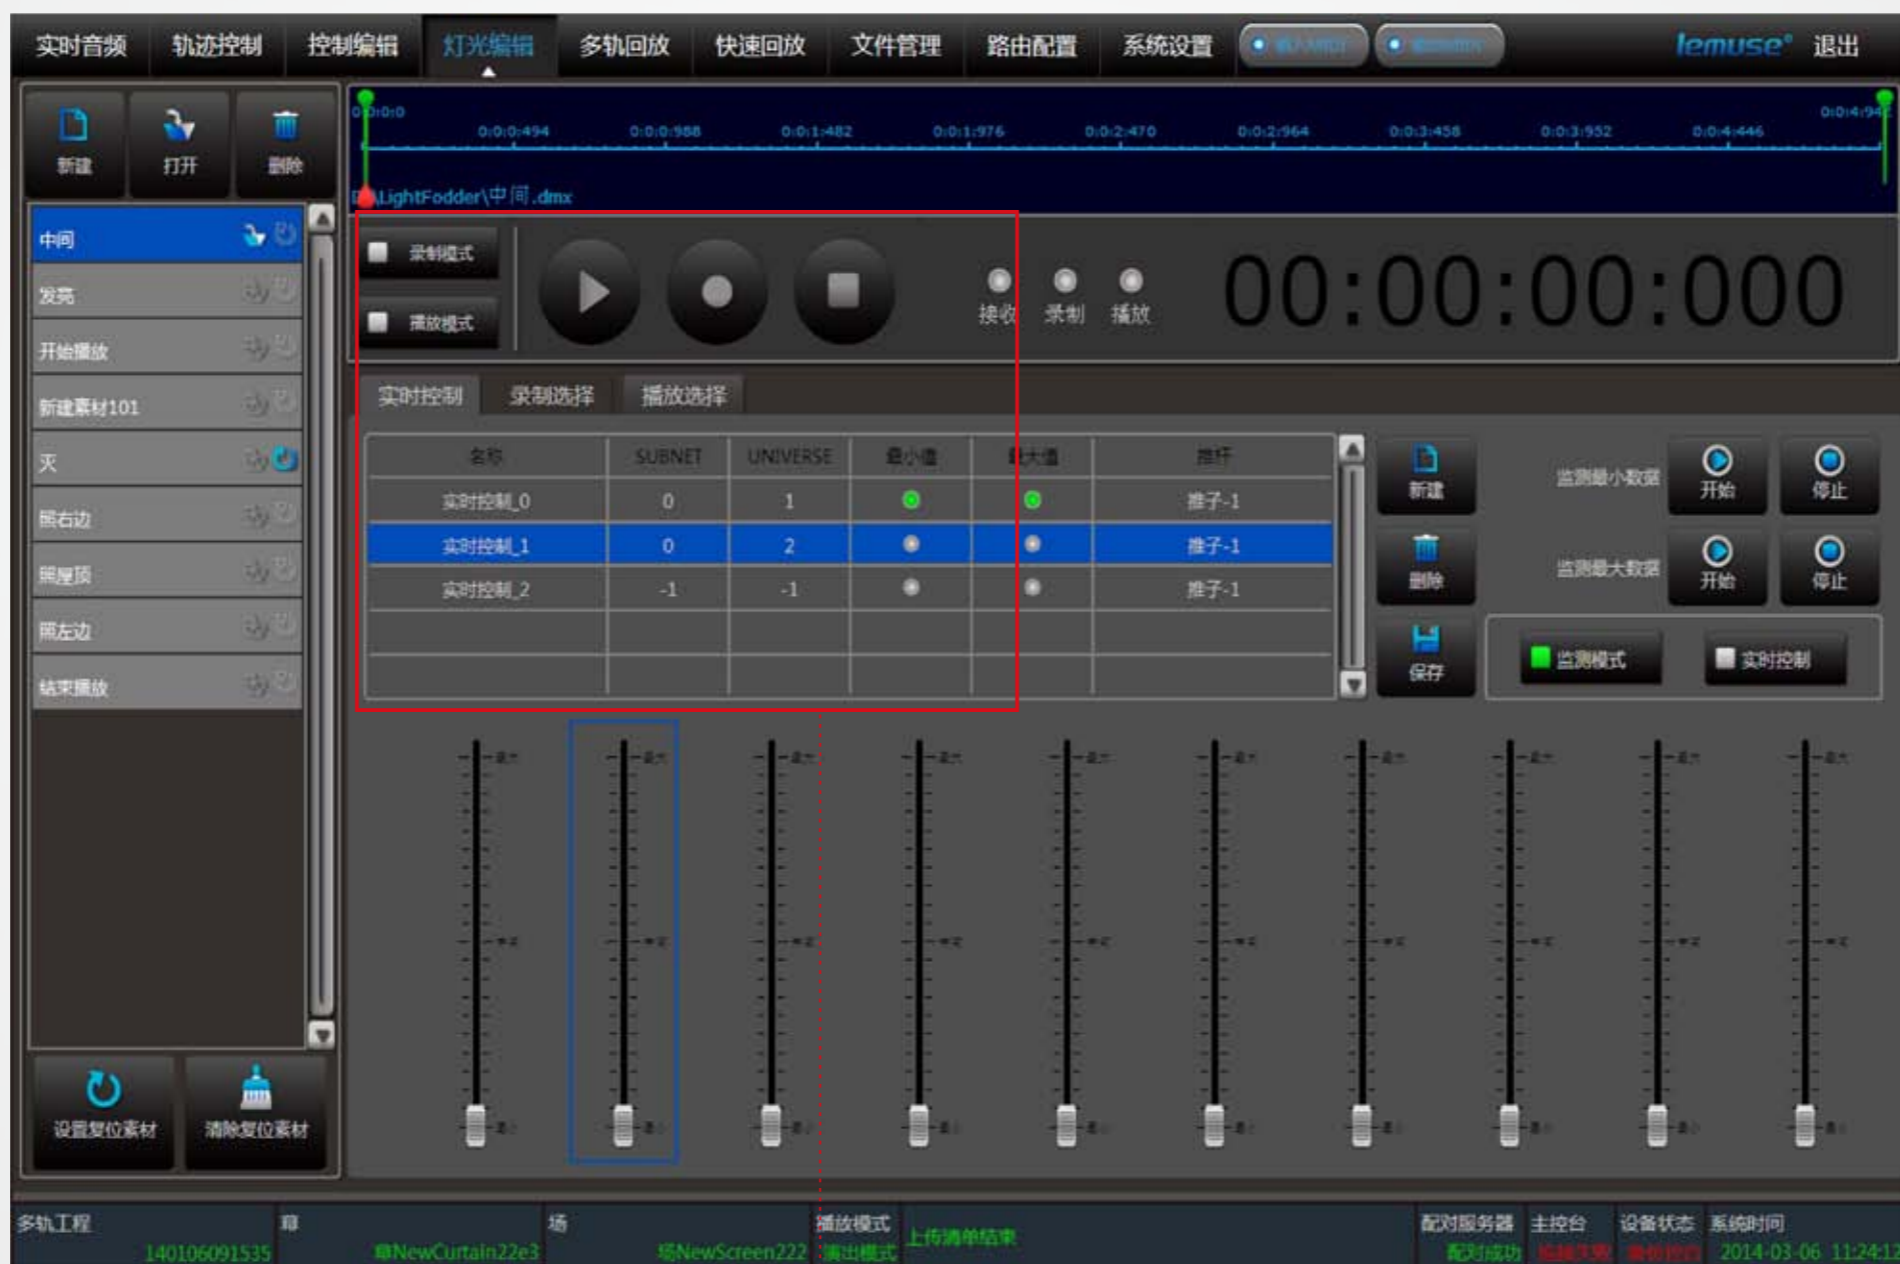 实时音频 轨迹控制 控制编辑 灯光编辑 多轨回放 快速回放 文件管理 路由配置 系统设置 lemuse 退出
新建 打开 删除
0:0:0:494 0:0:0:988 0:0:1:482 0:0:1:976 0:0:2:470 0:0:2:964 0:0:3:458 0:0:3:952 0:0:4:446
\LightFodder\中间.dmx
中间
发亮
开始播放
新建素材101
灭
照右边
照屋顶
照左边
结束播放
设置复位素材 清除复位素材
录制模式
播放模式
接收 录制 播放
00:00:00:000
实时控制 录制选择 播放选择
名称 SUBNET UNIVERSE 最小值 最大值 推杆
实时控制_0 0 1 推子-1
实时控制_1 0 2 推子-1
实时控制_2 -1 -1 推子-1
新建 监测最小数据 开始 停止
删除 监测最大数据 开始 停止
保存 监测模式 实时控制
多轨工程 章 场 播放模式 上传清单结束 配对服务器 主控台 设备状态 系统时间
140106091535 章NewCurtain22e3 场NewScreen222 演出模式 配对成功 2014-03-06 11:24:12